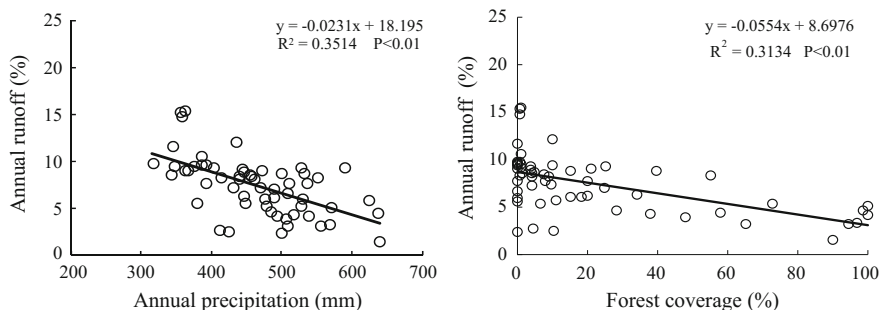 y = -0.0231x + 18.195
R² = 0.3514 P<0.01
Annual runoff (%)
25
20
15
10
5
0
200 300 400 500 600 700
Annual precipitation (mm)
y = -0.0554x + 8.6976
R² = 0.3134 P<0.01
Annual runoff (%)
25
20
15
10
5
0
0 20 40 60 80 100
Forest coverage (%)